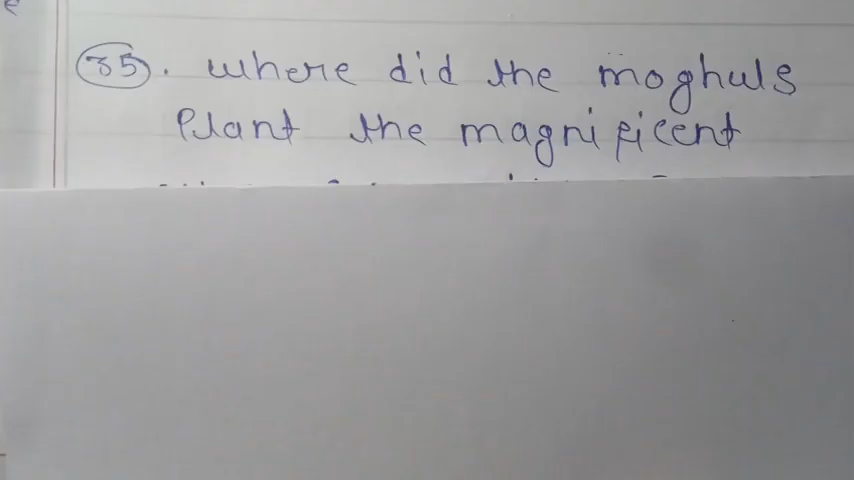 35. where did the moghuls
Plant the magnificent